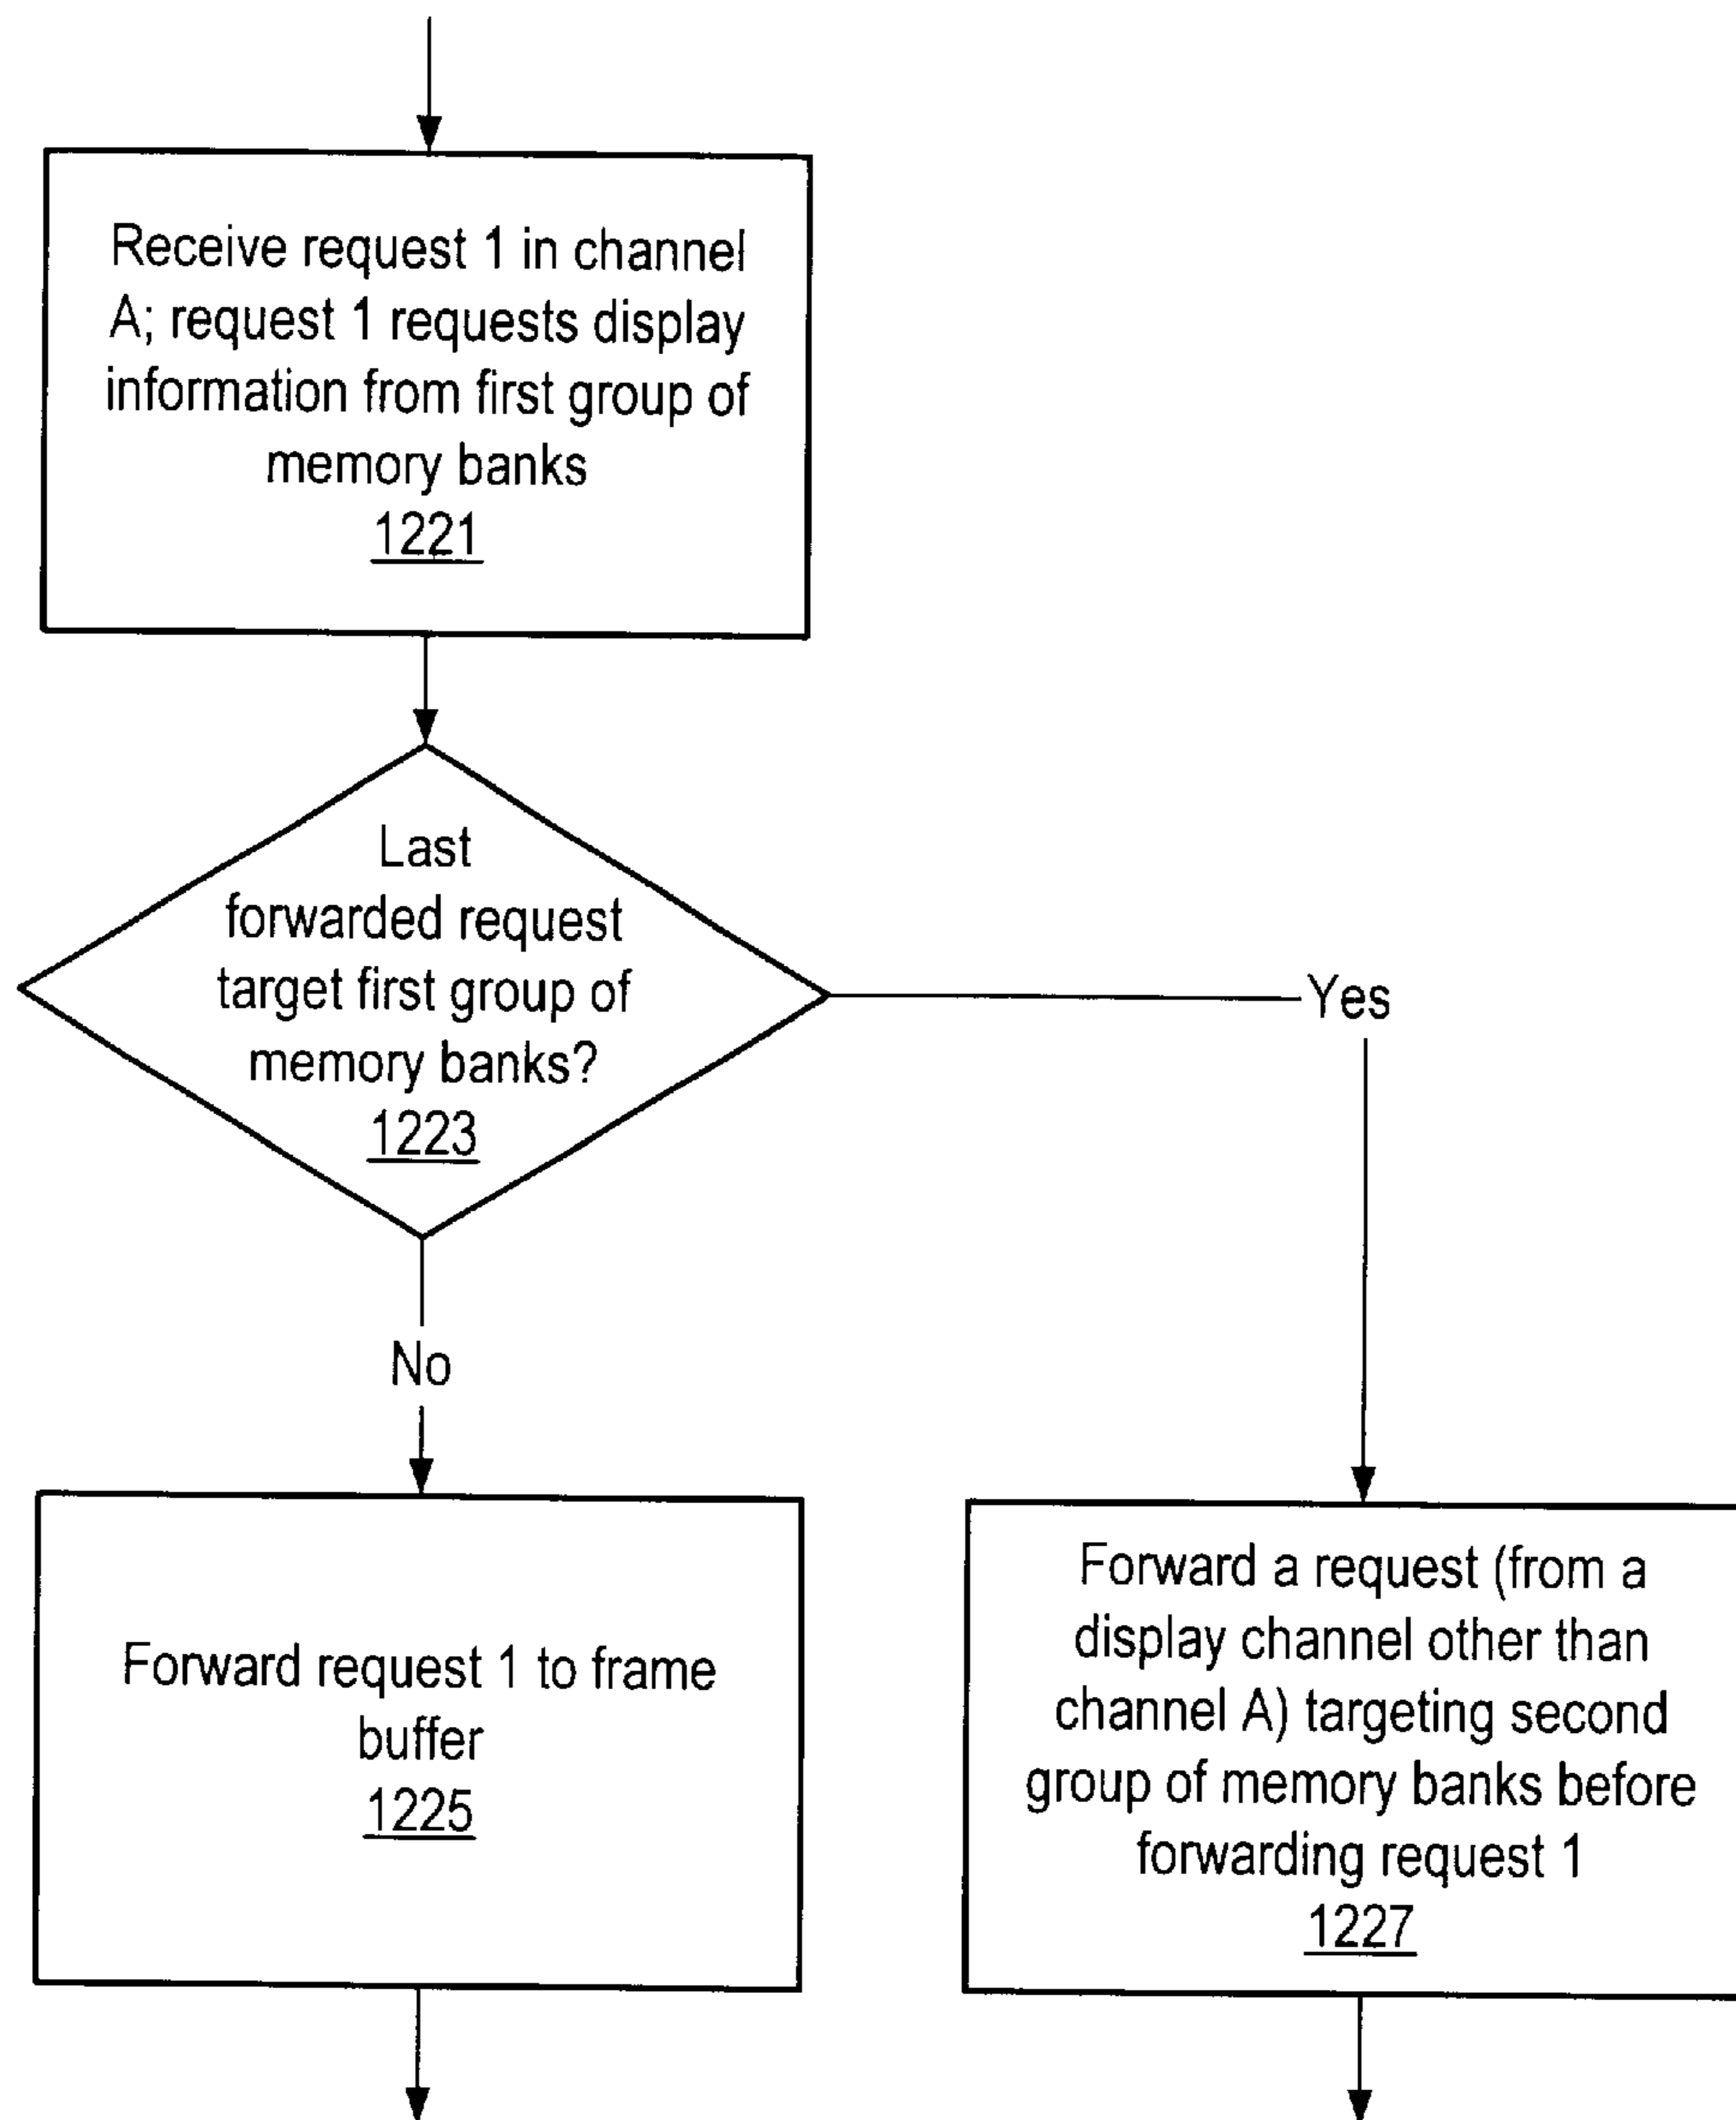 Receive request 1 in channel
A; request 1 requests display
information from first group of
memory banks
1221
Last
forwarded request
target first group of
memory banks?
1223
Yes
No
Forward request 1 to frame
buffer
1225
Forward a request (from a
display channel other than
channel A) targeting second
group of memory banks before
forwarding request 1
1227